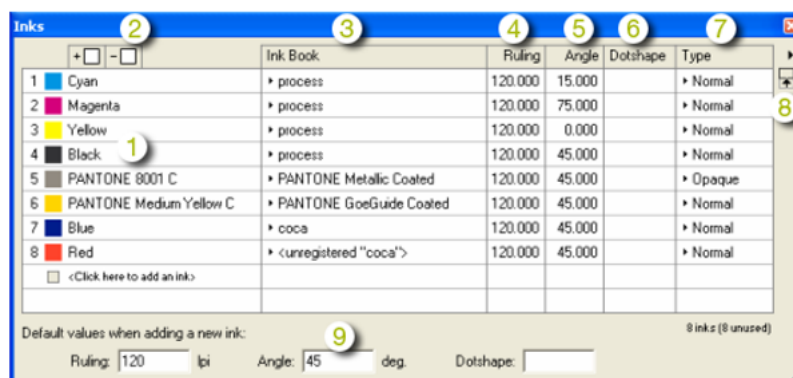 Inks
2 3 4 5 6 7
+ - Ink Book Ruling Angle Dotshape Type
1 Cyan process 120.000 15.000 Normal
2 Magenta process 120.000 75.000 Normal
8
3 Yellow process 120.000 0.000 Normal
4 Black 1 process 120.000 45.000 Normal
5 PANTONE 8001 C PANTONE Metallic Coated 120.000 45.000 Opaque
6 PANTONE Medium Yellow C PANTONE GoeGuide Coated 120.000 45.000 Normal
7 Blue coca 120.000 45.000 Normal
8 Red <unregistered "coca"> 120.000 45.000 Normal
<Click here to add an ink>
Default values when adding a new ink: 9 8 inks (8 unused)
Ruling: 120 lpi Angle: 45 deg. Dotshape: